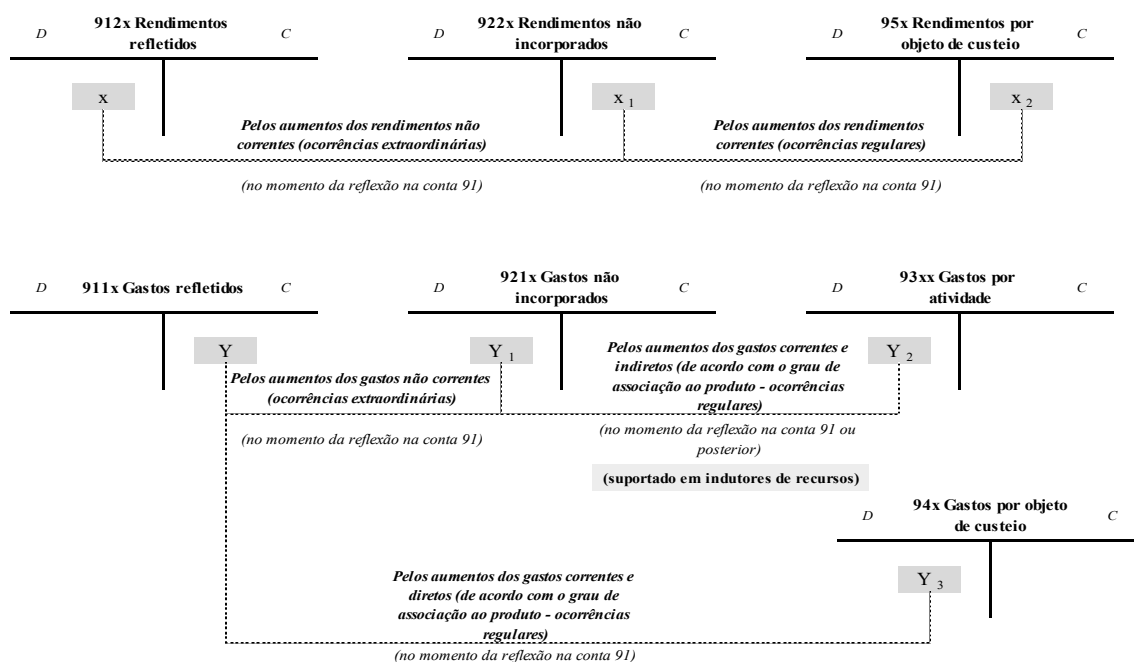 D 912x Rendimentos refletidos C
D 922x Rendimentos não incorporados C
D 95x Rendimentos por objeto de custeio C
x
x 1
x 2
Pelos aumentos dos rendimentos não
correntes (ocorrências extraordinárias)
(no momento da reflexão na conta 91)
Pelos aumentos dos rendimentos
correntes (ocorrências regulares)
(no momento da reflexão na conta 91)
D 911x Gastos refletidos C
D 921x Gastos não incorporados C
D 93xx Gastos por atividade C
Y
Y 1
Y 2
Pelos aumentos dos gastos não correntes
(ocorrências extraordinárias)
(no momento da reflexão na conta 91)
Pelos aumentos dos gastos correntes e
indiretos (de acordo com o grau de
associação ao produto - ocorrências
regulares)
(no momento da reflexão na conta 91 ou
posterior)
(suportado em indutores de recursos)
D 94x Gastos por objeto de custeio C
Y 3
Pelos aumentos dos gastos correntes e
diretos (de acordo com o grau de
associação ao produto - ocorrências
regulares)
(no momento da reflexão na conta 91)